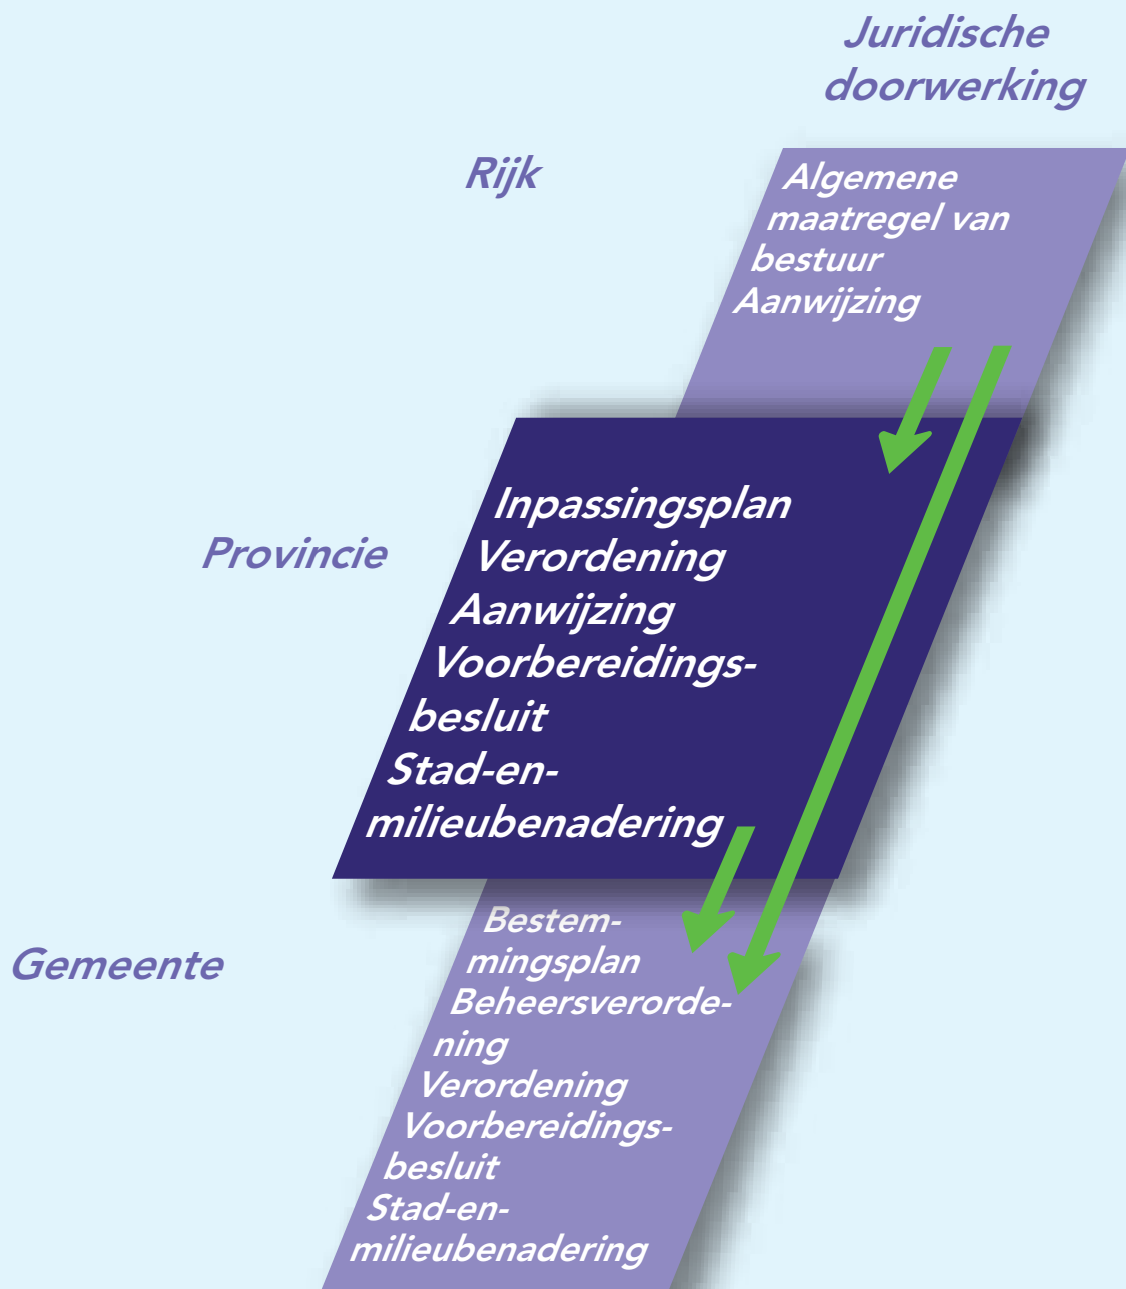 Juridische
doorwerking
Rijk
Algemene
maatregel van
bestuur
Aanwijzing
Provincie
Inpassingsplan
Verordening
Aanwijzing
Voorbereidings-
besluit
Stad-en-
milieubenadering
Gemeente
Bestem-
mingsplan
Beheersverorde-
ning
Verordening
Voorbereidings-
besluit
Stad-en-
milieubenadering